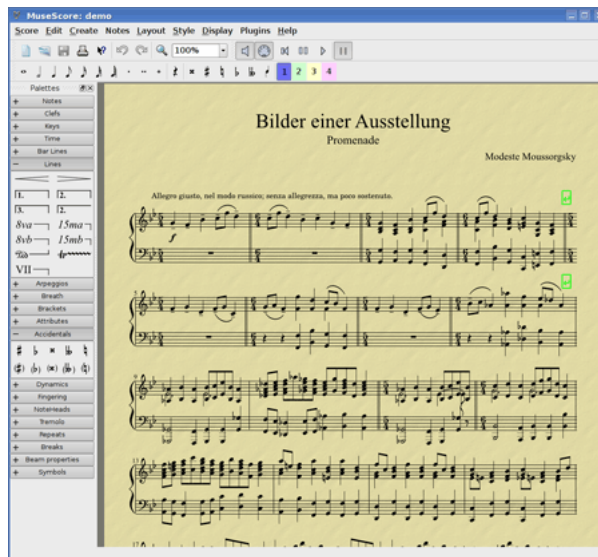 MuseScore: demo
Score Edit Create Notes Layout Style Display Plugins Help
100%
1 2 3 4
Palettes
Notes
Clefs
Keys
Time
Bar Lines
Lines
1. 2.
3. 2.
8va 15ma
8vb 15mb
VII
Arpeggios
Breath
Brackets
Attributes
Accidentals
Dynamics
Fingering
NoteHeads
Tremolo
Repeats
Breaks
Beam properties
Symbols
Bilder einer Ausstellung
Promenade
Modeste Moussorgsky
Allegro giusto, nel modo russico; senza allegrezza, ma poco sostenuto.
f